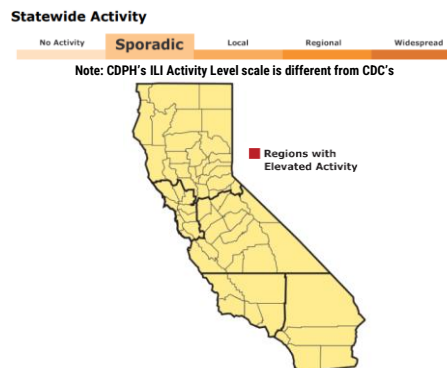 Statewide Activity
No Activity Sporadic Local Regional Widespread
Note: CDPH's ILI Activity Level scale is different from CDC's
Regions with
Elevated Activity